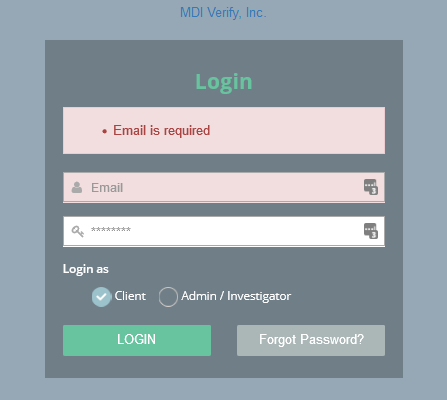 MDI Verify, Inc.
Login
• Email is required
Email
********
Login as
Client Admin / Investigator
LOGIN Forgot Password?